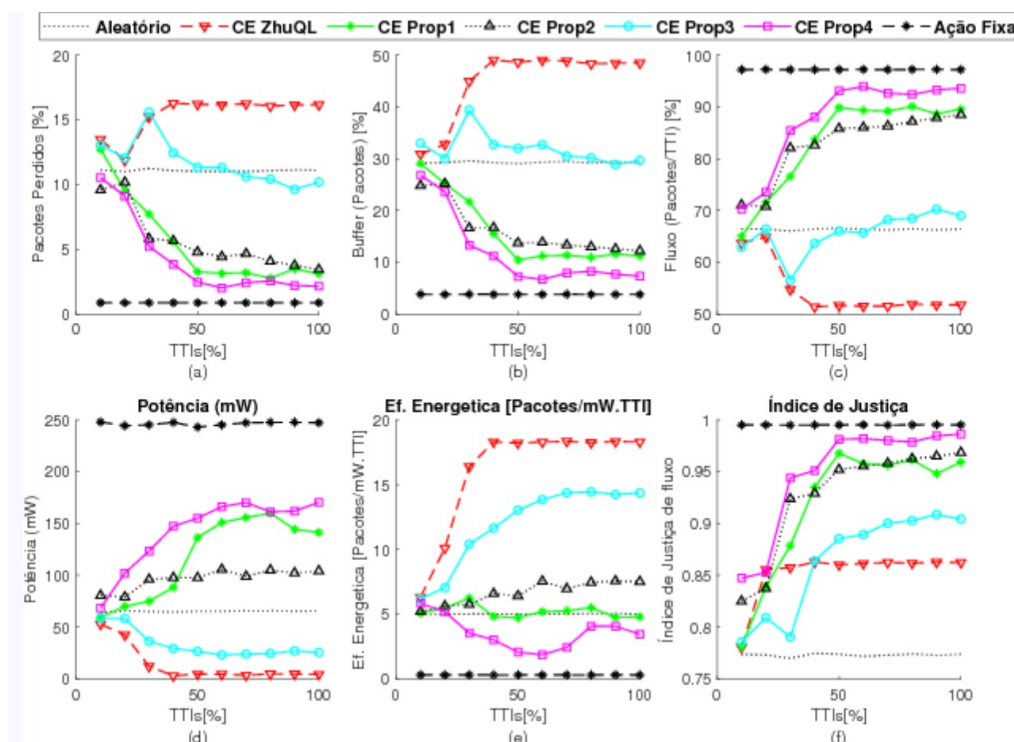 Aleatório CE ZhuQL CE Prop1 CE Prop2 CE Prop3 CE Prop4 Ação Fixa
Pacotes Perdidos [%]
20
15
10
5
0
0 50 100
TTIs[%]
(a)
Buffer (Pacotes) [%]
50
40
30
20
10
0
0 50 100
TTIs[%]
(b)
Fluxo (Pacotes/TTI) [%]
100
90
80
70
60
50
0 50 100
TTIs[%]
(c)
Potência (mW)
Potência (mW)
250
200
150
100
50
0
0 50 100
TTIs[%]
(d)
Ef. Energetica [Pacotes/mW.TTI]
Ef. Energetica [Pacotes/mW.TTI]
20
15
10
5
0
0 50 100
TTIs[%]
(e)
Índice de Justiça
Índice de Justiça de fluxo
1
0.95
0.9
0.85
0.8
0.75
0 50 100
TTIs[%]
(f)